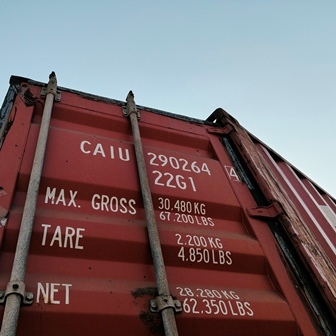 CAIU 290264 4
22G1
MAX. GROSS 30.480 KG
67.200 LBS
TARE 2.200 KG
4.850 LBS
NET 28.280 KG
62.350 LBS